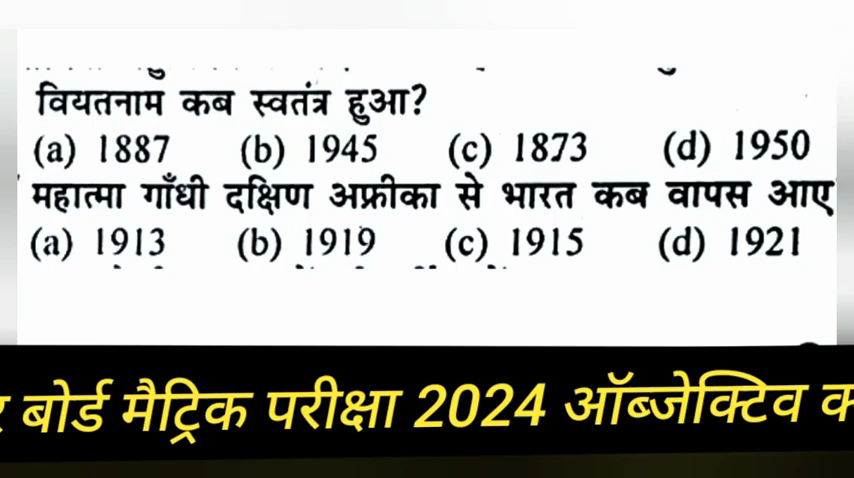 वियतनाम कब स्वतंत्र हुआ?
(a) 1887 (b) 1945 (c) 1873 (d) 1950
महात्मा गाँधी दक्षिण अफ्रीका से भारत कब वापस आए
(a) 1913 (b) 1919 (c) 1915 (d) 1921
बोर्ड मैट्रिक परीक्षा 2024 ऑब्जेक्टिव